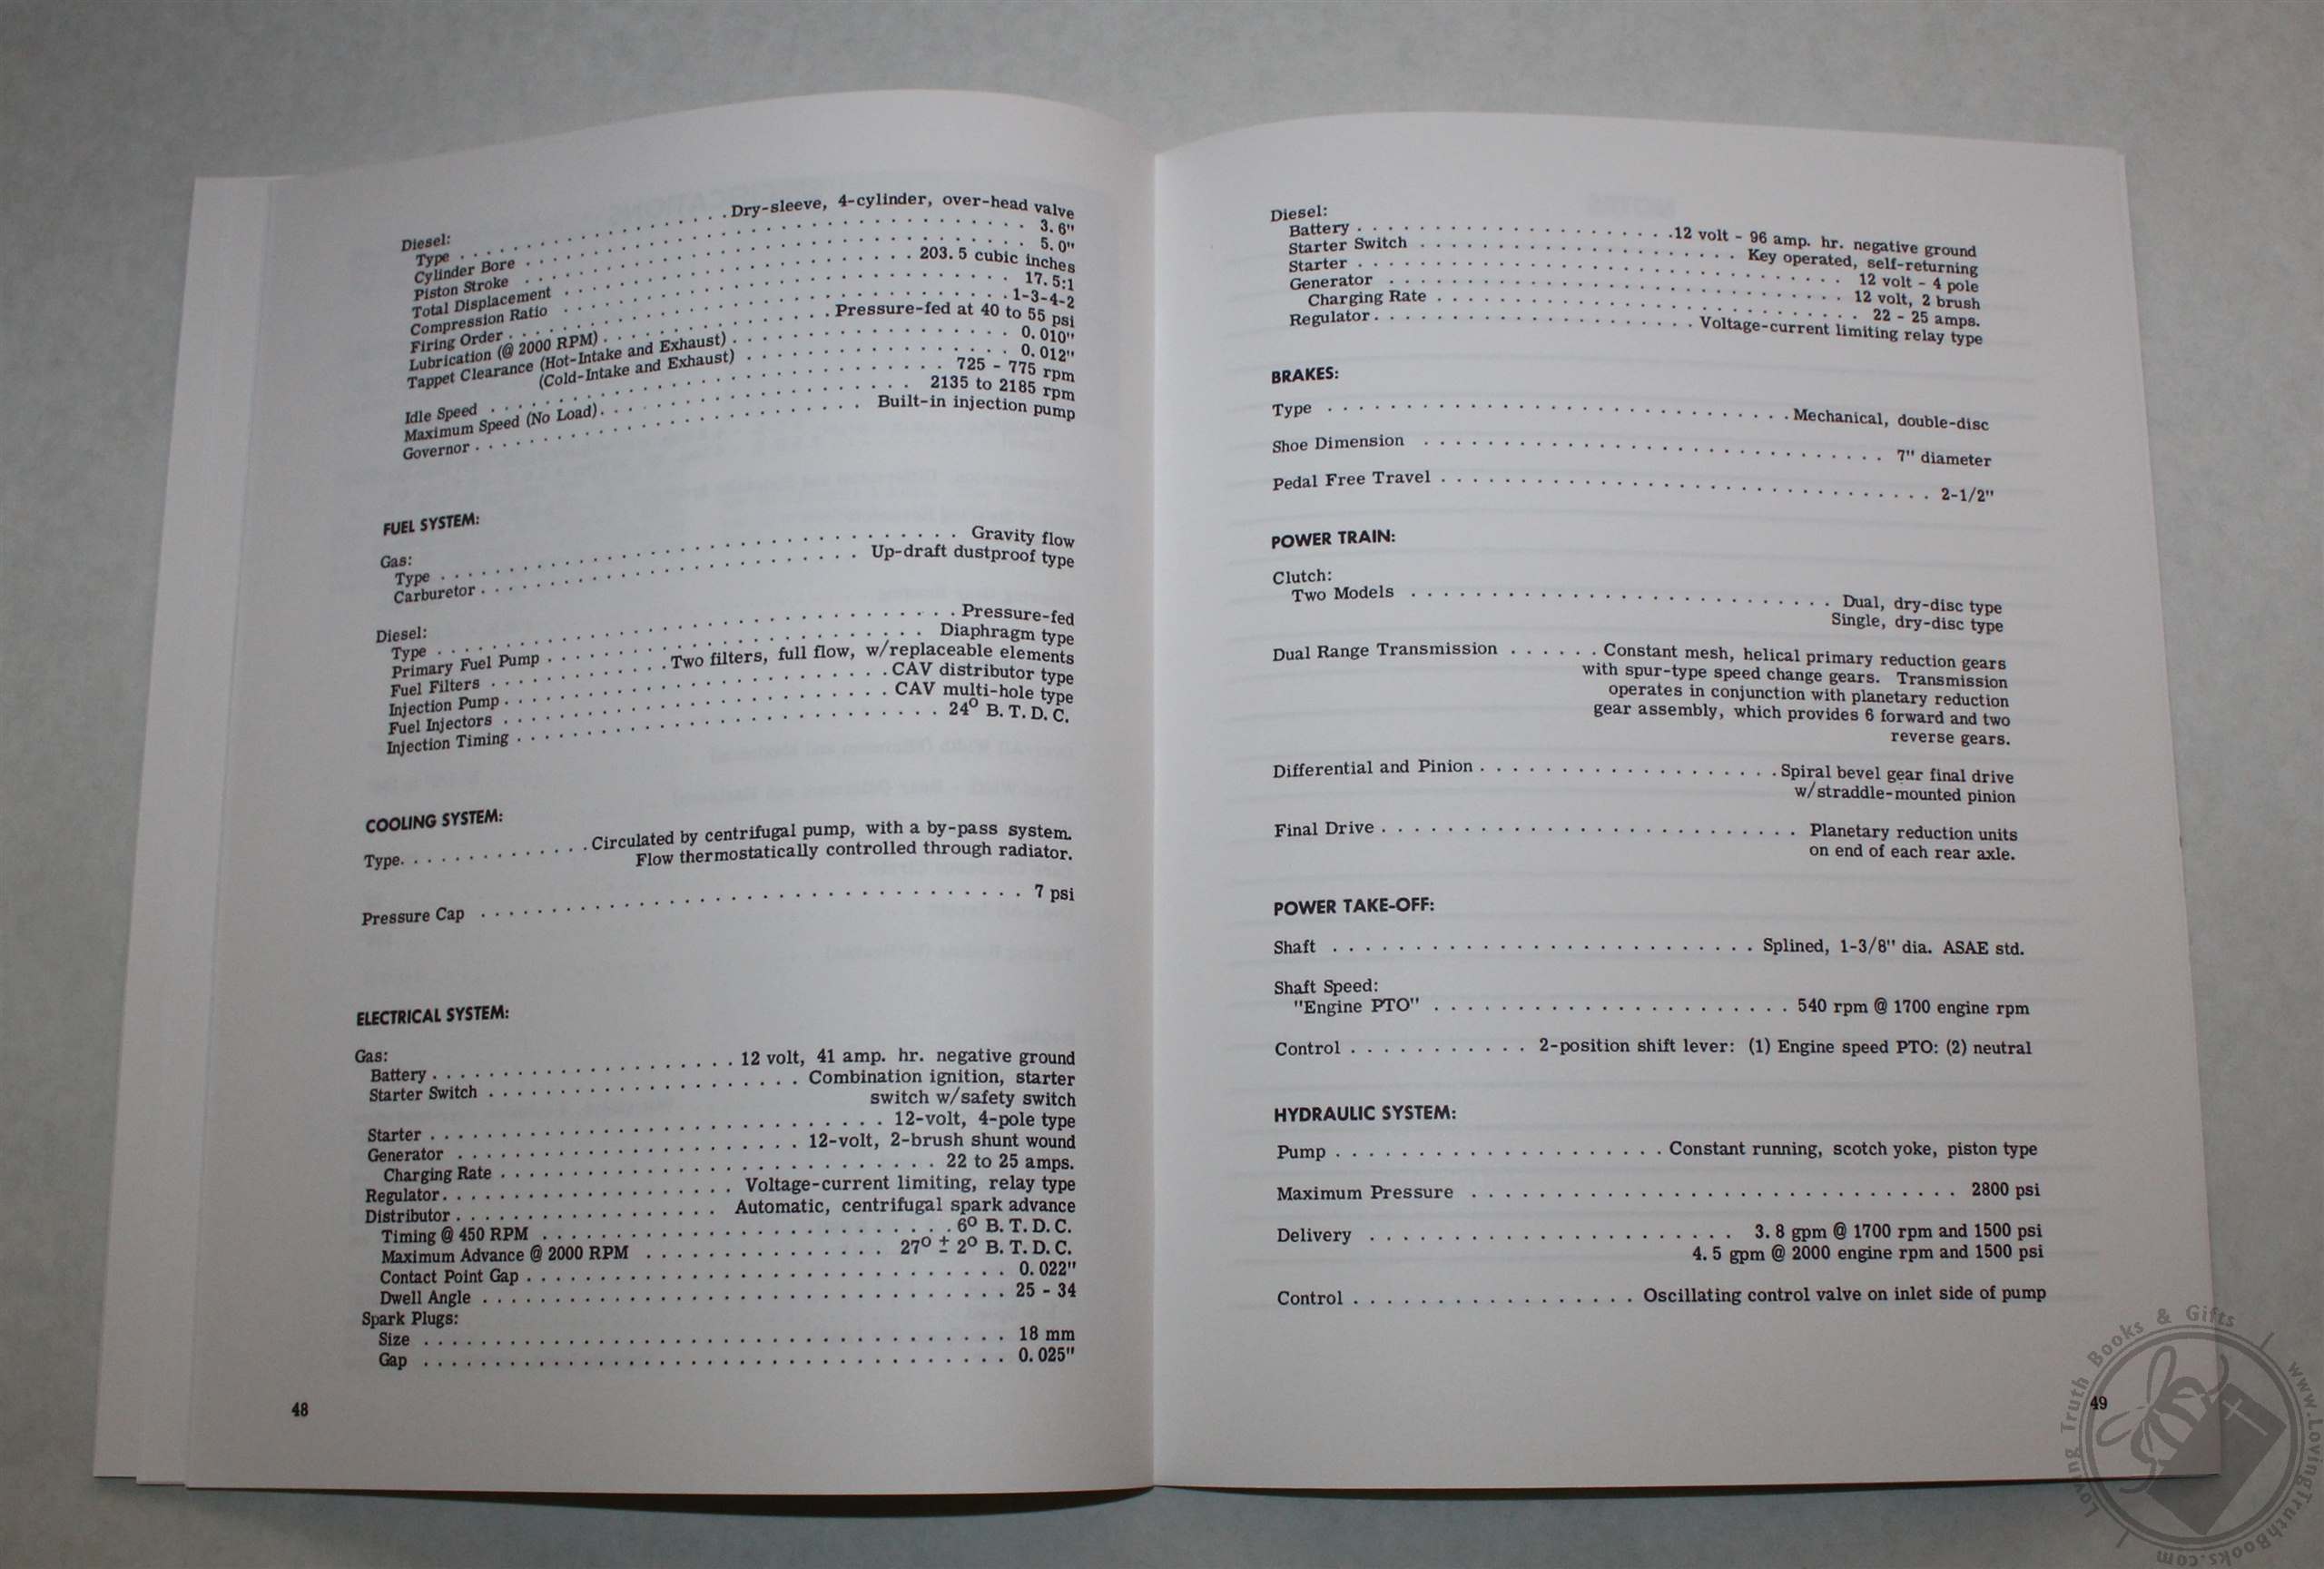 Diesel:
Type . . . . . . . . . . . . . . . . . . . . Dry-sleeve, 4-cylinder, over-head valve
Cylinder Bore . . . . . . . . . . . . . . . . . . . . 3.6"
Piston Stroke . . . . . . . . . . . . . . . . . . . . 5.0"
Total Displacement . . . . . . . . . . . . . . . . . . . . 203.5 cubic inches
Compression Ratio . . . . . . . . . . . . . . . . . . . . 17.5:1
Firing Order . . . . . . . . . . . . . . . . . . . . 1-3-4-2
Lubrication (@ 2000 RPM) . . . . . . . . . . . . . . . Pressure-fed at 40 to 55 psi
Tappet Clearance (Hot-Intake and Exhaust) . . . . . . . . . . . . . . . 0.010"
(Cold-Intake and Exhaust) . . . . . . . . . . . . . . . 0.012"
Idle Speed . . . . . . . . . . . . . . . . . . . . 725 - 775 rpm
Maximum Speed (No Load) . . . . . . . . . . . . . . . 2135 to 2185 rpm
Governor . . . . . . . . . . . . . . . . . . . . Built-in injection pump
FUEL SYSTEM:
Gas:
Type . . . . . . . . . . . . . . . . . . . . Gravity flow
Carburetor . . . . . . . . . . . . . . . . . . . . Up-draft dustproof type
Diesel:
Type . . . . . . . . . . . . . . . . . . . . Pressure-fed
Primary Fuel Pump . . . . . . . . . . . . . . . . . . . . Diaphragm type
Fuel Filters . . . . . . . . . . . . . Two filters, full flow, w/replaceable elements
Injection Pump . . . . . . . . . . . . . . . . . . . . CAV distributor type
Fuel Injectors . . . . . . . . . . . . . . . . . . . . CAV multi-hole type
Injection Timing . . . . . . . . . . . . . . . . . . . . 24° B.T.D.C.
COOLING SYSTEM:
Type . . . . . . . . . . . . . . Circulated by centrifugal pump, with a by-pass system.
Flow thermostatically controlled through radiator.
Pressure Cap . . . . . . . . . . . . . . . . . . . . 7 psi
ELECTRICAL SYSTEM:
Gas:
Battery . . . . . . . . . . . . . . . . . . . . 12 volt, 41 amp. hr. negative ground
Starter Switch . . . . . . . . . . . . . . . . . . . . Combination ignition, starter
switch w/safety switch
Starter . . . . . . . . . . . . . . . . . . . . 12-volt, 4-pole type
Generator . . . . . . . . . . . . . . . . . . . . 12-volt, 2-brush shunt wound
Charging Rate . . . . . . . . . . . . . . . . . . . . 22 to 25 amps.
Regulator . . . . . . . . . . . . . . . . . . . . Voltage-current limiting, relay type
Distributor . . . . . . . . . . . . . . . . . . Automatic, centrifugal spark advance
Timing @ 450 RPM . . . . . . . . . . . . . . . . . . . . 6° B.T.D.C.
Maximum Advance @ 2000 RPM . . . . . . . . . . . . . . . 27° ± 2° B.T.D.C.
Contact Point Gap . . . . . . . . . . . . . . . . . . . . 0.022"
Dwell Angle . . . . . . . . . . . . . . . . . . . . 25 - 34
Spark Plugs:
Size . . . . . . . . . . . . . . . . . . . . 18 mm
Gap . . . . . . . . . . . . . . . . . . . . 0.025"
48
Diesel:
Battery . . . . . . . . . . . . . . . . . . . . 12 volt - 96 amp. hr. negative ground
Starter Switch . . . . . . . . . . . . . . . . . . . . Key operated, self-returning
Starter . . . . . . . . . . . . . . . . . . . . 12 volt - 4 pole
Generator . . . . . . . . . . . . . . . . . . . . 12 volt, 2 brush
Charging Rate . . . . . . . . . . . . . . . . . . . . 22 - 25 amps.
Regulator . . . . . . . . . . . . . . . . . . . . Voltage-current limiting relay type
BRAKES:
Type . . . . . . . . . . . . . . . . . . . . Mechanical, double-disc
Shoe Dimension . . . . . . . . . . . . . . . . . . . . 7" diameter
Pedal Free Travel . . . . . . . . . . . . . . . . . . . . 2-1/2"
POWER TRAIN:
Clutch:
Two Models . . . . . . . . . . . . . . . . . . . . Dual, dry-disc type
Single, dry-disc type
Dual Range Transmission . . . . . . Constant mesh, helical primary reduction gears
with spur-type speed change gears. Transmission
operates in conjunction with planetary reduction
gear assembly, which provides 6 forward and two
reverse gears.
Differential and Pinion . . . . . . . . . . . . . . . . . . . Spiral bevel gear final drive
w/straddle-mounted pinion
Final Drive . . . . . . . . . . . . . . . . . . . . Planetary reduction units
on end of each rear axle.
POWER TAKE-OFF:
Shaft . . . . . . . . . . . . . . . . . . . . Splined, 1-3/8" dia. ASAE std.
Shaft Speed:
"Engine PTO" . . . . . . . . . . . . . . . . . . . . 540 rpm @ 1700 engine rpm
Control . . . . . . . . . . . 2-position shift lever: (1) Engine speed PTO: (2) neutral
HYDRAULIC SYSTEM:
Pump . . . . . . . . . . . . . . . . . . . . Constant running, scotch yoke, piston type
Maximum Pressure . . . . . . . . . . . . . . . . . . . . 2800 psi
Delivery . . . . . . . . . . . . . . . . . . . . 3.8 gpm @ 1700 rpm and 1500 psi
4.5 gpm @ 2000 engine rpm and 1500 psi
Control . . . . . . . . . . . . . . . . . Oscillating control valve on inlet side of pump
49
Loving Truth Books & Gifts
www.LovingTruthBooks.com